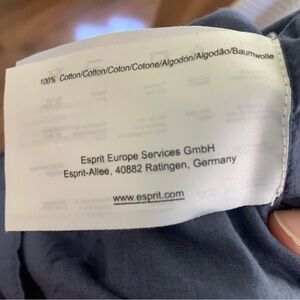 100% Cotton/Cotton/Coton/Cotone/Algodón/Algodão/Baumwolle
Esprit Europe Services GmbH
Esprit-Allee, 40882 Ratingen, Germany
www.esprit.com